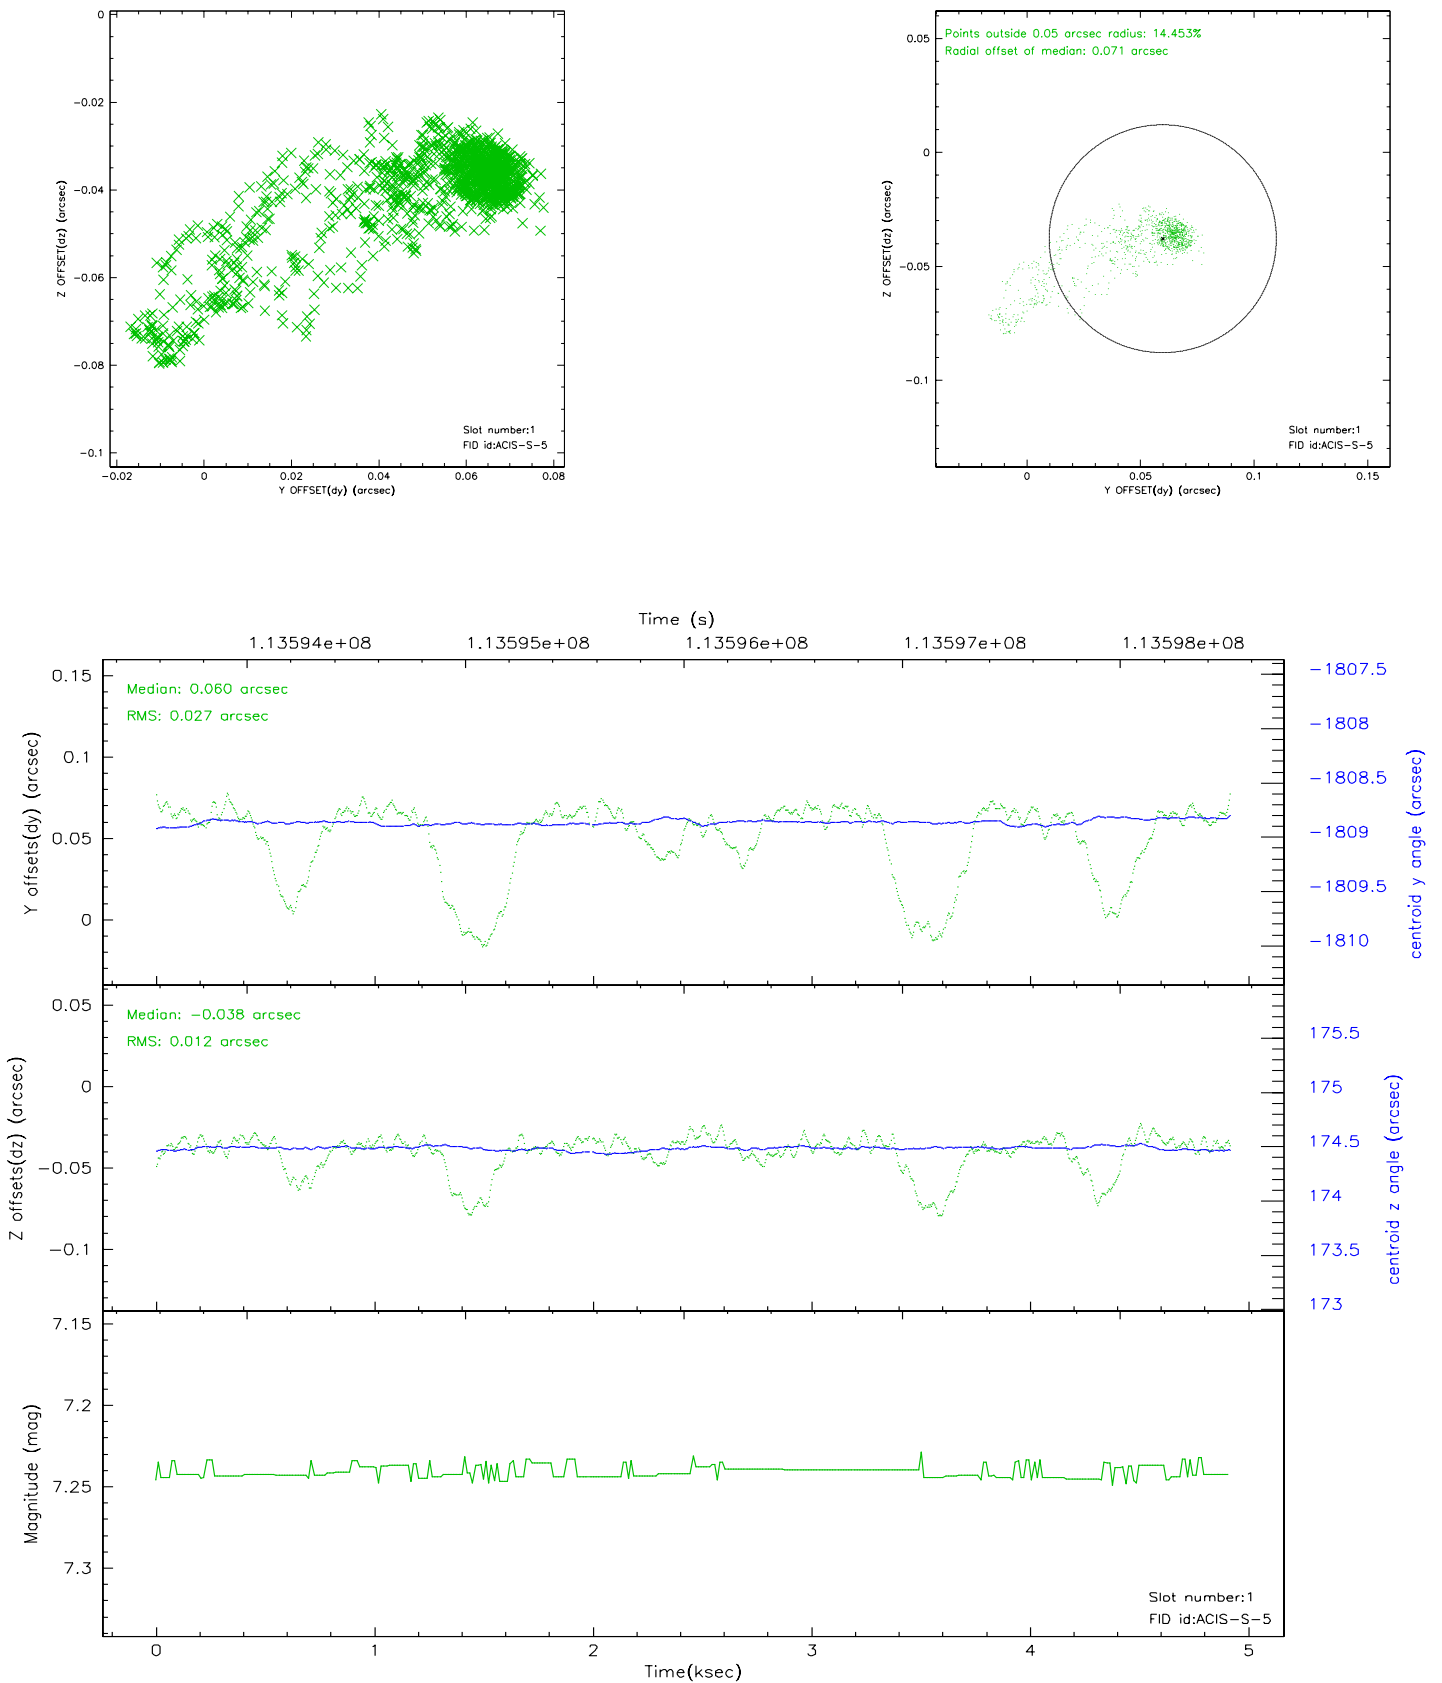 0
−0.02
−0.04
−0.06
−0.08
−0.1
Z OFFSET(dz) (arcsec)
Slot number:1
FID id:ACIS−S−5
−0.02 0 0.02 0.04 0.06 0.08
Y OFFSET(dy) (arcsec)
Points outside 0.05 arcsec radius: 14.453%
Radial offset of median: 0.071 arcsec
0.05
0
−0.05
−0.1
Z OFFSET(dz) (arcsec)
Slot number:1
FID id:ACIS−S−5
0 0.05 0.1 0.15
Y OFFSET(dy) (arcsec)
Time (s)
1.13594e+08 1.13595e+08 1.13596e+08 1.13597e+08 1.13598e+08
Median: 0.060 arcsec
RMS: 0.027 arcsec
0.15
0.1
0.05
0
Y offsets(dy) (arcsec)
−1807.5
−1808
−1808.5
−1809
−1809.5
−1810
centroid y angle (arcsec)
Median: −0.038 arcsec
RMS: 0.012 arcsec
0.05
0
−0.05
−0.1
Z offsets(dz) (arcsec)
175.5
175
174.5
174
173.5
173
centroid z angle (arcsec)
7.15
7.2
7.25
7.3
Magnitude (mag)
Slot number:1
FID id:ACIS−S−5
0 1 2 3 4 5
Time(ksec)